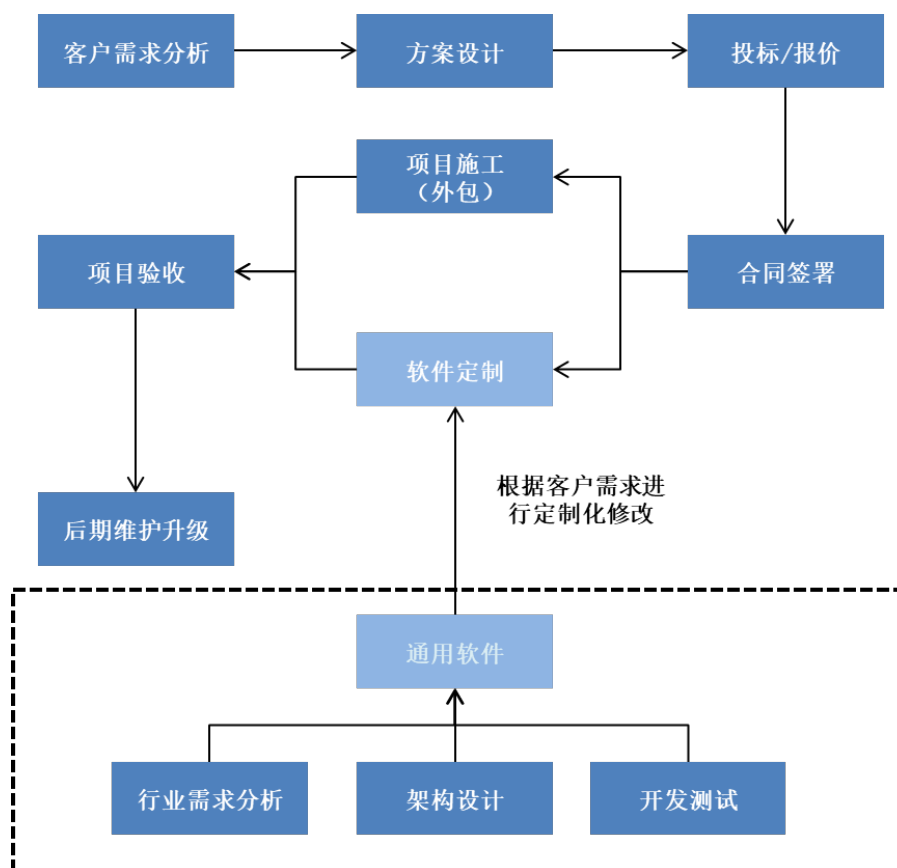 客户需求分析
方案设计
投标/报价
项目施工
（外包）
项目验收
合同签署
软件定制
根据客户需求进
行定制化修改
后期维护升级
通用软件
行业需求分析
架构设计
开发测试